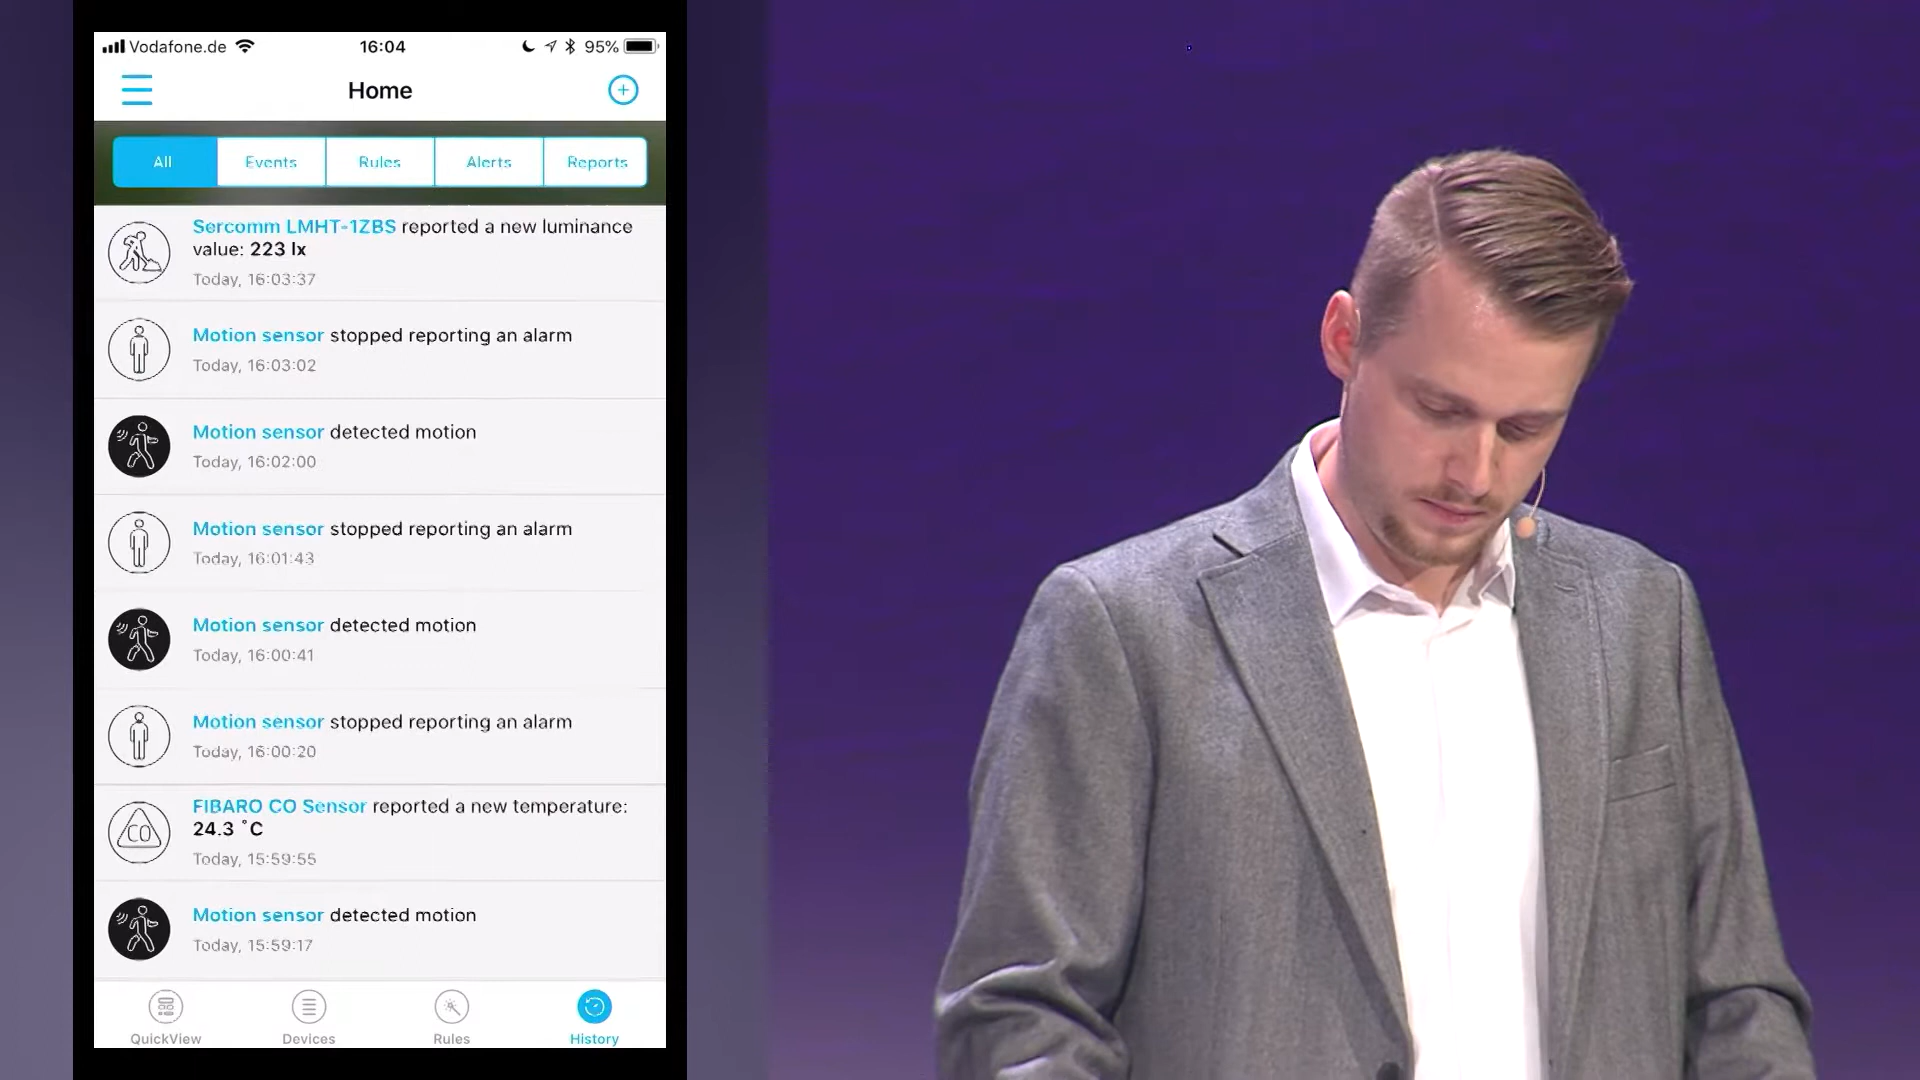 Vodafone.de 16:04 95%
Home
All Events Rules Alerts Reports
Sercomm LMHT-1ZBS reported a new luminance
value: 223 lx
Today, 16:03:37
Motion sensor stopped reporting an alarm
Today, 16:03:02
Motion sensor detected motion
Today, 16:02:00
Motion sensor stopped reporting an alarm
Today, 16:01:43
Motion sensor detected motion
Today, 16:00:41
Motion sensor stopped reporting an alarm
Today, 16:00:20
CO
FIBARO CO Sensor reported a new temperature:
24.3 °C
Today, 15:59:55
Motion sensor detected motion
Today, 15:59:17
QuickView Devices Rules History